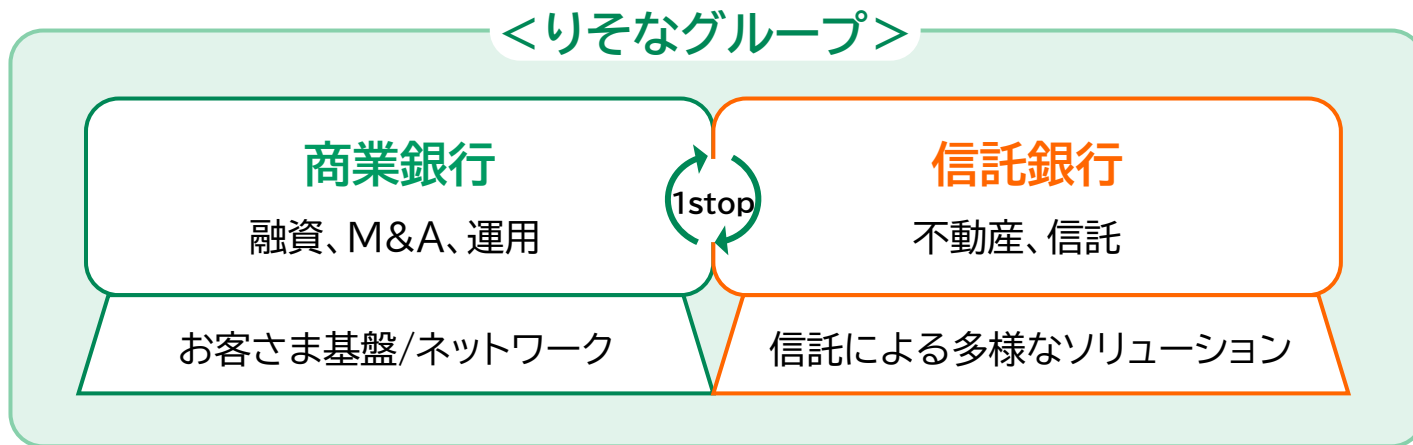 ＜りそなグループ＞
商業銀行
融資、M&A、運用
お客さま基盤/ネットワーク
1stop
信託銀行
不動産、信託
信託による多様なソリューション